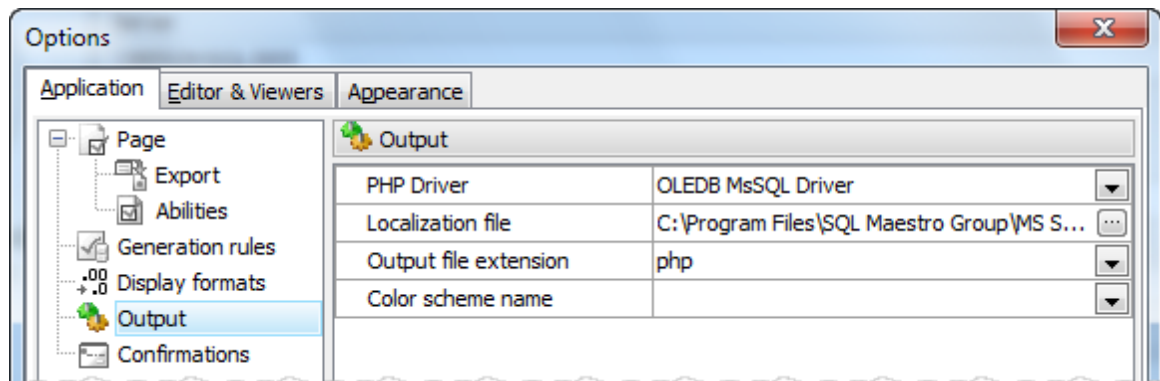 Options
Application Editor & Viewers Appearance
Page
Export
Abilities
Generation rules
Display formats
Output
Confirmations
Output
PHP Driver OLEDB MsSQL Driver
Localization file C:\Program Files\SQL Maestro Group\MS S...
Output file extension php
Color scheme name